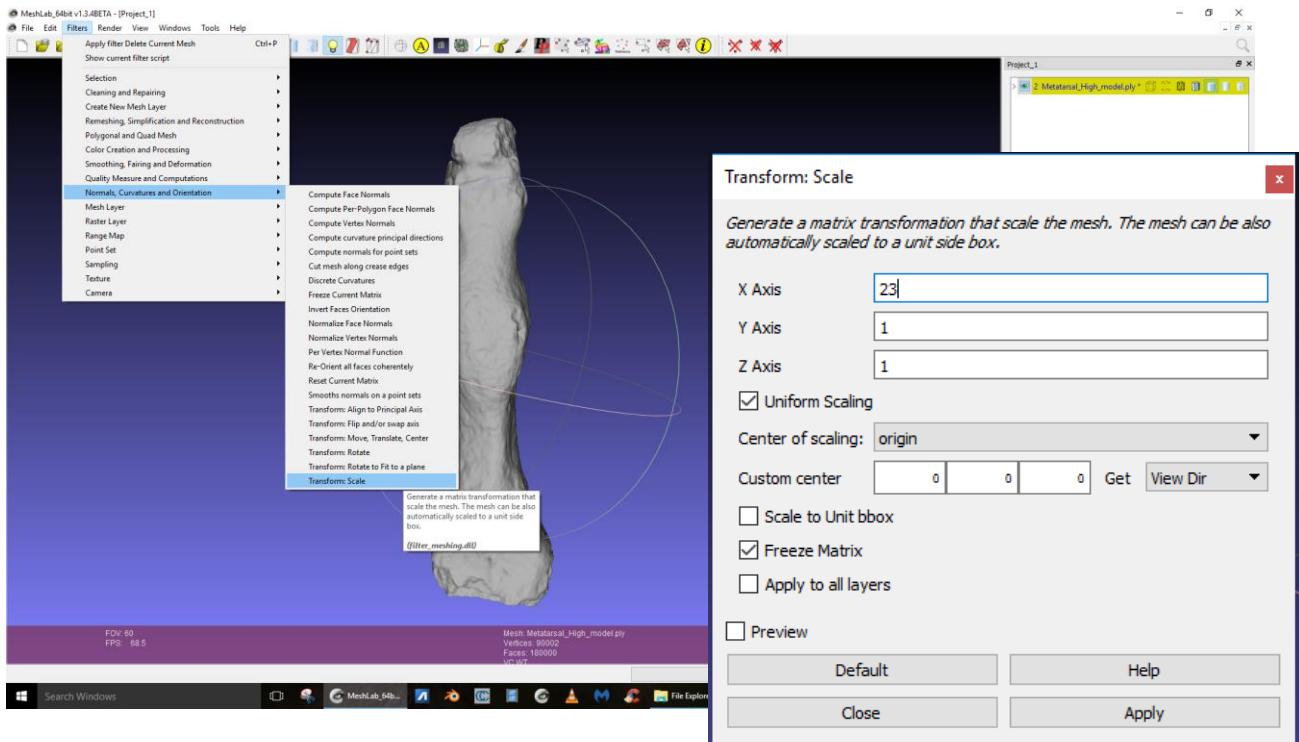 MeshLab_64bit v1.3.4BETA - [Project_1]
File Edit Filters Render View Windows Tools Help
Apply filter Delete Current Mesh Ctrl+P
Show current filter script
Selection
Cleaning and Repairing
Create New Mesh Layer
Remeshing, Simplification and Reconstruction
Polygonal and Quad Mesh
Color Creation and Processing
Smoothing, Fairing and Deformation
Quality Measure and Computations
Normals, Curvatures and Orientation
Mesh Layer
Raster Layer
Range Map
Point Set
Sampling
Texture
Camera
Compute Face Normals
Compute Per-Polygon Face Normals
Compute Vertex Normals
Compute curvature principal directions
Compute normals for point sets
Cut mesh along crease edges
Discrete Curvatures
Freeze Current Matrix
Invert Faces Orientation
Normalize Face Normals
Normalize Vertex Normals
Per Vertex Normal Function
Re-Orient all faces coherently
Reset Current Matrix
Smooths normals on a point sets
Transform: Align to Principal Axis
Transform: Flip and/or swap axis
Transform: Move, Translate, Center
Transform: Rotate
Transform: Rotate to Fit to a plane
Transform: Scale
Generate a matrix transformation that
scale the mesh. The mesh can be also
automatically scaled to a unit side
box.
(filter_meshing.dll)
Project_1
2 Metatarsal_High_model.ply *
Transform: Scale
Generate a matrix transformation that scale the mesh. The mesh can be also
automatically scaled to a unit side box.
X Axis 23
Y Axis 1
Z Axis 1
Uniform Scaling
Center of scaling: origin
Custom center 0 0 0 Get View Dir
Scale to Unit bbox
Freeze Matrix
Apply to all layers
Preview
Default Help
Close Apply
FOV: 60
FPS: 68.5
Mesh: Metatarsal_High_model.ply
Vertices: 90002
Faces: 180000
VC WT
Search Windows
MeshLab_64b...
File Explor